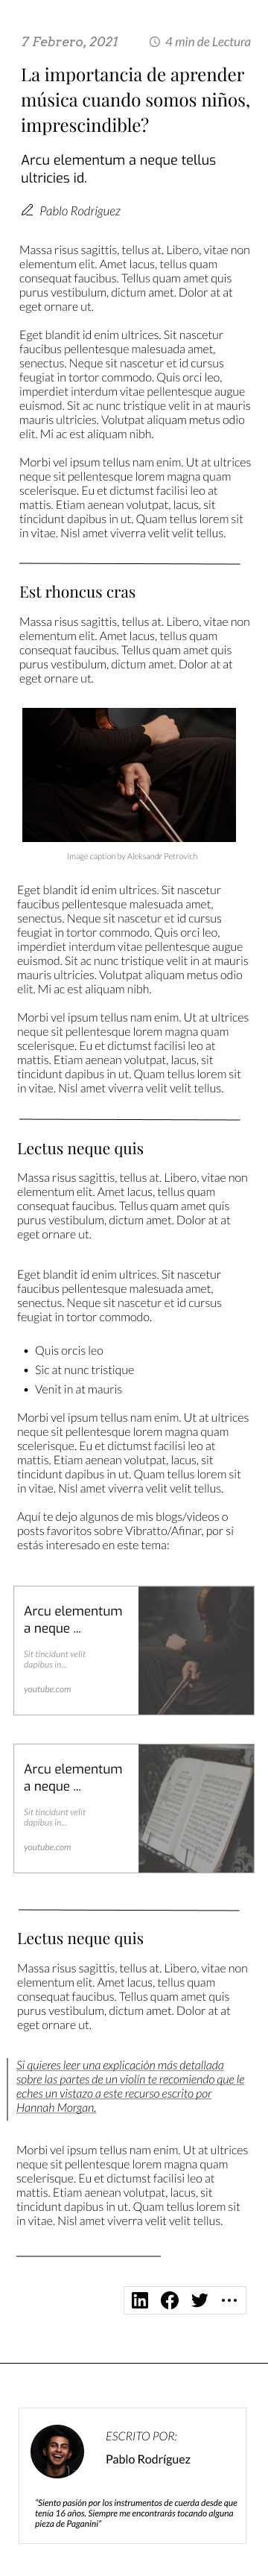 7 Febrero, 2021
4 min de Lectura
La importancia de aprender
música cuando somos niños,
imprescindible?
Arcu elementum a neque tellus
ultricies id.
Pablo Rodríguez
Massa risus sagittis, tellus at. Libero, vitae non
elementum elit. Amet lacus, tellus quam
consequat faucibus. Tellus quam amet quis
purus vestibulum, dictum amet. Dolor at at
eget ornare ut.
Eget blandit id enim ultrices. Sit nascetur
faucibus pellentesque malesuada amet,
senectus. Neque sit nascetur et id cursus
feugiat in tortor commodo. Quis orci leo,
imperdiet interdum vitae pellentesque augue
euismod. Sit ac nunc tristique velit in at mauris
mauris ultricies. Volutpat aliquam metus odio
elit. Mi ac est aliquam nibh.
Morbi vel ipsum tellus nam enim. Ut at ultrices
neque sit pellentesque lorem magna quam
scelerisque. Eu et dictumst facilisi leo at
mattis. Etiam aenean volutpat, lacus, sit
tincidunt dapibus in ut. Quam tellus lorem sit
in vitae. Nisl amet viverra velit velit tellus.
Est rhoncus cras
Massa risus sagittis, tellus at. Libero, vitae non
elementum elit. Amet lacus, tellus quam
consequat faucibus. Tellus quam amet quis
purus vestibulum, dictum amet. Dolor at at
eget ornare ut.
Image caption by Aleksandr Petrovich
Eget blandit id enim ultrices. Sit nascetur
faucibus pellentesque malesuada amet,
senectus. Neque sit nascetur et id cursus
feugiat in tortor commodo. Quis orci leo,
imperdiet interdum vitae pellentesque augue
euismod. Sit ac nunc tristique velit in at mauris
mauris ultricies. Volutpat aliquam metus odio
elit. Mi ac est aliquam nibh.
Morbi vel ipsum tellus nam enim. Ut at ultrices
neque sit pellentesque lorem magna quam
scelerisque. Eu et dictumst facilisi leo at
mattis. Etiam aenean volutpat, lacus, sit
tincidunt dapibus in ut. Quam tellus lorem sit
in vitae. Nisl amet viverra velit velit tellus.
Lectus neque quis
Massa risus sagittis, tellus at. Libero, vitae non
elementum elit. Amet lacus, tellus quam
consequat faucibus. Tellus quam amet quis
purus vestibulum, dictum amet. Dolor at at
eget ornare ut.
Eget blandit id enim ultrices. Sit nascetur
faucibus pellentesque malesuada amet,
senectus. Neque sit nascetur et id cursus
feugiat in tortor commodo.
• Quis orcis leo
• Sic at nunc tristique
• Venit in at mauris
Morbi vel ipsum tellus nam enim. Ut at ultrices
neque sit pellentesque lorem magna quam
scelerisque. Eu et dictumst facilisi leo at
mattis. Etiam aenean volutpat, lacus, sit
tincidunt dapibus in ut. Quam tellus lorem sit
in vitae. Nisl amet viverra velit velit tellus.
Aquí te dejo algunos de mis blogs/videos o
posts favoritos sobre Vibratto/Afinar, por si
estás interesado en este tema:
Arcu elementum
a neque ...
Sit tincidunt velit
dapibus in...
youtube.com
Arcu elementum
a neque ...
Sit tincidunt velit
dapibus in...
youtube.com
Lectus neque quis
Massa risus sagittis, tellus at. Libero, vitae non
elementum elit. Amet lacus, tellus quam
consequat faucibus. Tellus quam amet quis
purus vestibulum, dictum amet. Dolor at at
eget ornare ut.
Si quieres leer una explicación más detallada
sobre las partes de un violín te recomiendo que le
eches un vistazo a este recurso escrito por
Hannah Morgan.
Morbi vel ipsum tellus nam enim. Ut at ultrices
neque sit pellentesque lorem magna quam
scelerisque. Eu et dictumst facilisi leo at
mattis. Etiam aenean volutpat, lacus, sit
tincidunt dapibus in ut. Quam tellus lorem sit
in vitae. Nisl amet viverra velit velit tellus.
ESCRITO POR:
Pablo Rodríguez
"Siento pasión por los instrumentos de cuerda desde que
tenía 16 años. Siempre me encontrarás tocando alguna
pieza de Paganini"